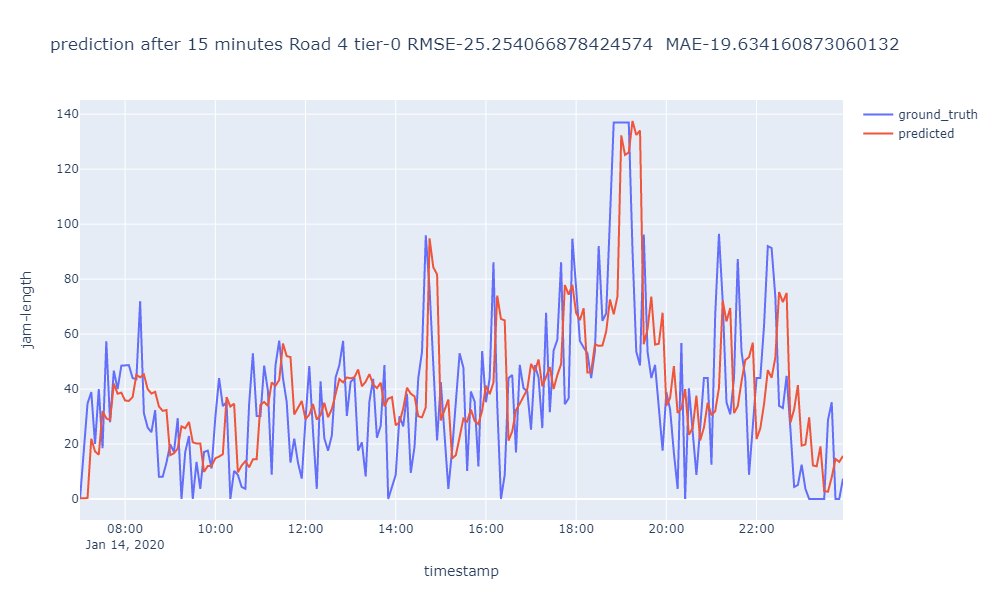 prediction after 15 minutes Road 4 tier-0 RMSE-25.254066878424574  MAE-19.634160873060132
ground_truth
predicted
jam-length
140
120
100
80
60
40
20
0
08:00 10:00 12:00 14:00 16:00 18:00 20:00 22:00
Jan 14, 2020
timestamp